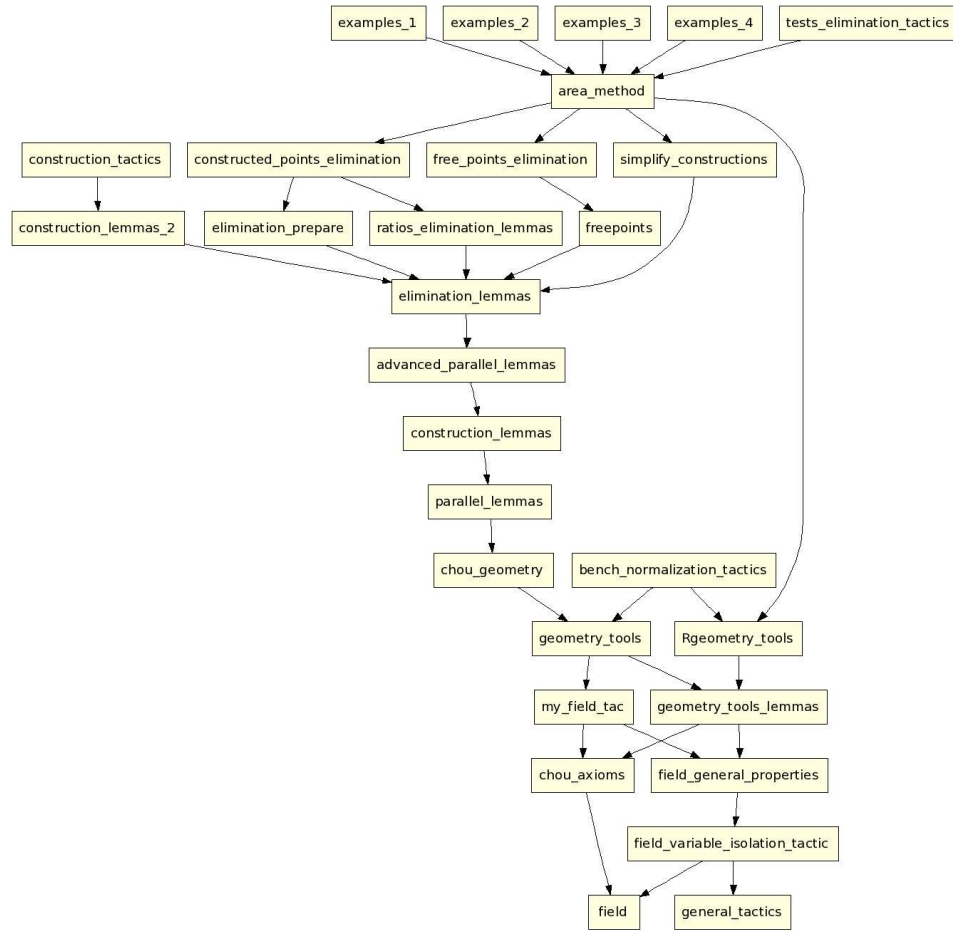 examples_1
examples_2
examples_3
examples_4
tests_elimination_tactics
area_method
construction_tactics
constructed_points_elimination
free_points_elimination
simplify_constructions
construction_lemmas_2
elimination_prepare
ratios_elimination_lemmas
freepoints
elimination_lemmas
advanced_parallel_lemmas
construction_lemmas
parallel_lemmas
chou_geometry
bench_normalization_tactics
geometry_tools
Rgeometry_tools
my_field_tac
geometry_tools_lemmas
chou_axioms
field_general_properties
field_variable_isolation_tactic
field
general_tactics